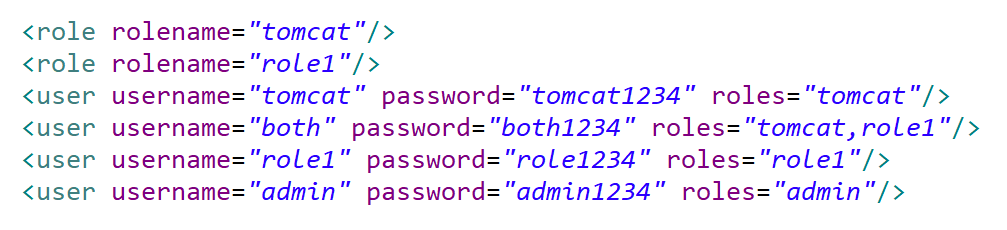 <role rolename="tomcat"/>
<role rolename="role1"/>
<user username="tomcat" password="tomcat1234" roles="tomcat"/>
<user username="both" password="both1234" roles="tomcat,role1"/>
<user username="role1" password="role1234" roles="role1"/>
<user username="admin" password="admin1234" roles="admin"/>